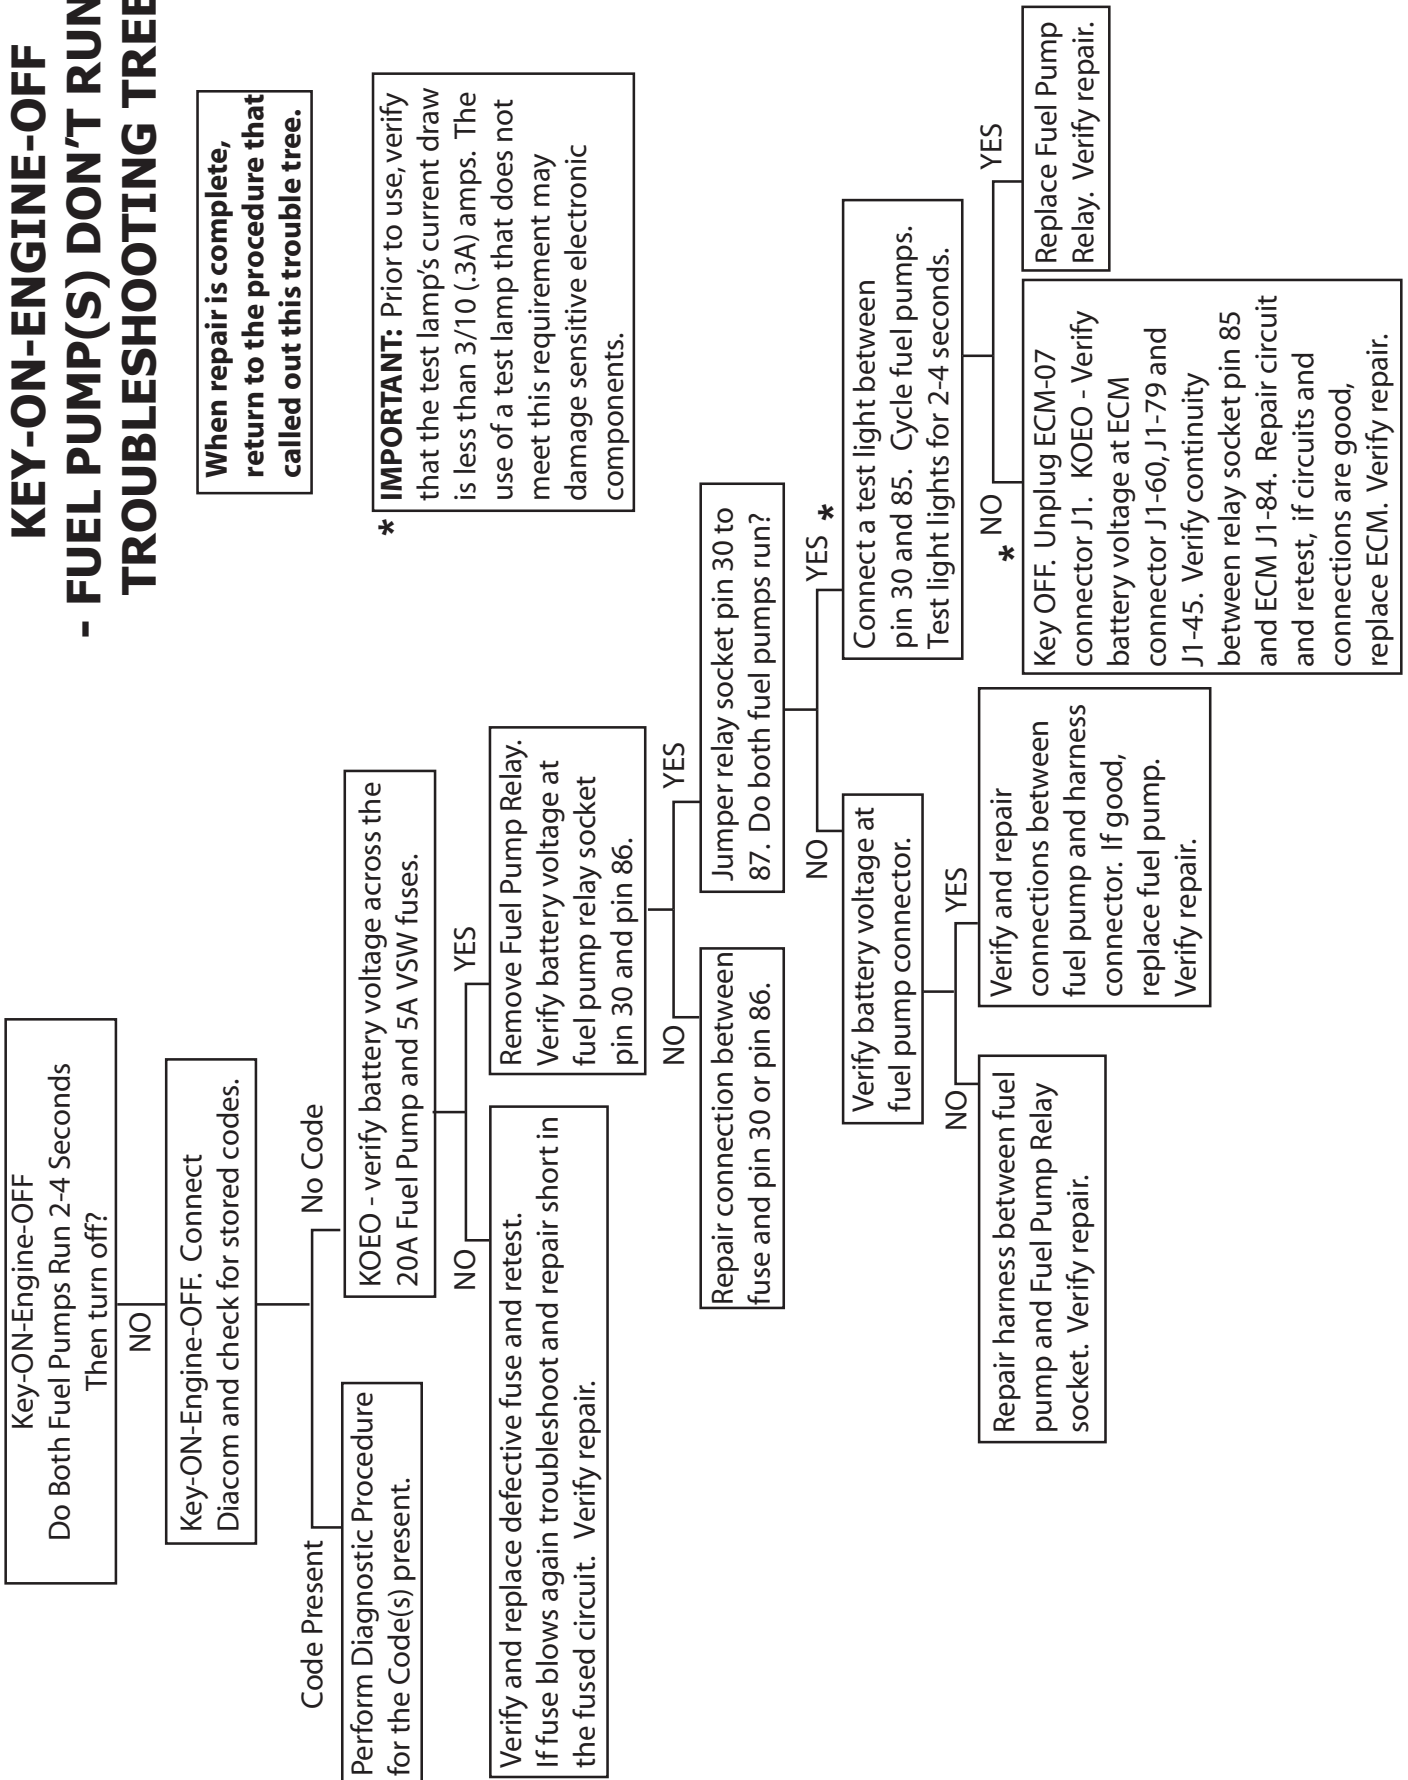 KEY-ON-ENGINE-OFF
- FUEL PUMP(S) DON'T RUN
TROUBLESHOOTING TREE
When repair is complete,
return to the procedure that
called out this trouble tree.
* IMPORTANT: Prior to use, verify
that the test lamp's current draw
is less than 3/10 (.3A) amps. The
use of a test lamp that does not
meet this requirement may
damage sensitive electronic
components.
Key-ON-Engine-OFF
Do Both Fuel Pumps Run 2-4 Seconds
Then turn off?
NO
Key-ON-Engine-OFF. Connect
Diacom and check for stored codes.
Code Present
No Code
Perform Diagnostic Procedure
for the Code(s) present.
KOEO - verify battery voltage across the
20A Fuel Pump and 5A VSW fuses.
NO
YES
Verify and replace defective fuse and retest.
If fuse blows again troubleshoot and repair short in
the fused circuit. Verify repair.
Remove Fuel Pump Relay.
Verify battery voltage at
fuel pump relay socket
pin 30 and pin 86.
NO
YES
Repair connection between
fuse and pin 30 or pin 86.
Jumper relay socket pin 30 to
87. Do both fuel pumps run?
NO
YES *
Verify battery voltage at
fuel pump connector.
Connect a test light between
pin 30 and 85. Cycle fuel pumps.
Test light lights for 2-4 seconds.
NO
YES
Repair harness between fuel
pump and Fuel Pump Relay
socket. Verify repair.
Verify and repair
connections between
fuel pump and harness
connector. If good,
replace fuel pump.
Verify repair.
* NO
YES
Key OFF. Unplug ECM-07
connector J1. KOEO - Verify
battery voltage at ECM
connector J1-60, J1-79 and
J1-45. Verify continuity
between relay socket pin 85
and ECM J1-84. Repair circuit
and retest, if circuits and
connections are good,
replace ECM. Verify repair.
Replace Fuel Pump
Relay. Verify repair.